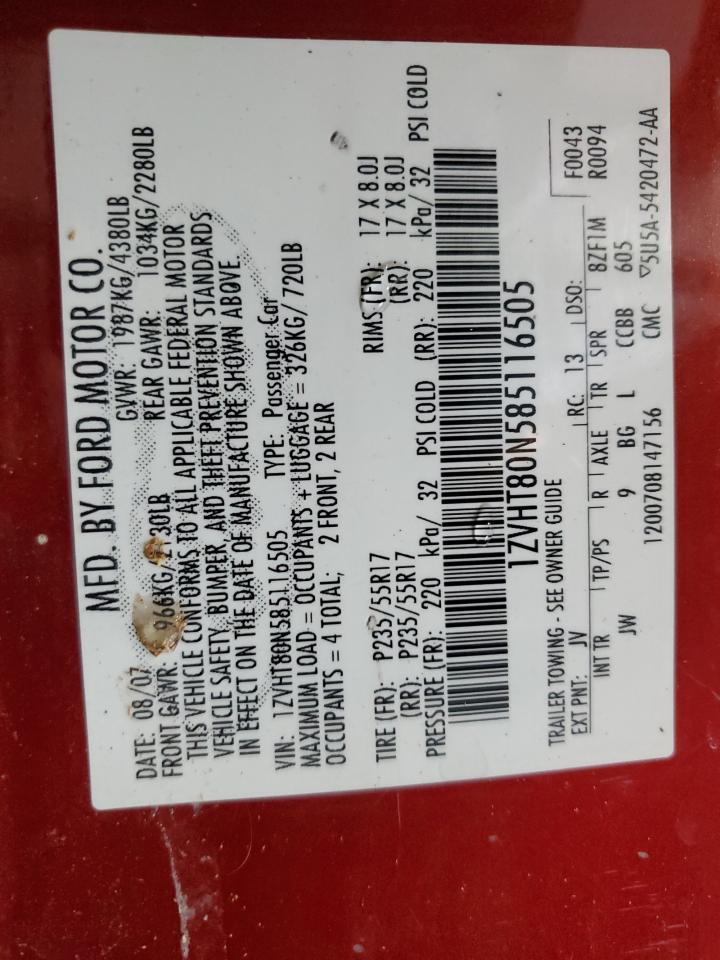 MFD. BY FORD MOTOR CO.
DATE: 08/07 GVWR: 1987KG/4380LB
FRONT GAWR: 966KG/ REAR GAWR: 1034KG/2280LB
THIS VEHICLE CONFORMS TO ALL APPLICABLE FEDERAL MOTOR
VEHICLE SAFETY, BUMPER, AND THEFT PREVENTION STANDARDS
IN EFFECT ON THE DATE OF MANUFACTURE SHOWN ABOVE.
VIN: 1ZVHT80N585116505 TYPE: Passenger Car
MAXIMUM LOAD = OCCUPANTS + LUGGAGE = 326KG/720LB
OCCUPANTS = 4 TOTAL, 2 FRONT, 2 REAR
TIRE (FR): P235/55R17 RIMS (FR): 17 X 8.0J
(RR): P235/55R17 (RR): 17 X 8.0J
PRESSURE (FR): 220 kPa/ 32 PSI COLD (RR): 220 kPa/ 32 PSI COLD
1ZVHT80N585116505
TRAILER TOWING - SEE OWNER GUIDE
EXT PNT: JV RC: 13 DSO: F0043
INT TR TP/PS R AXLE TR SPR 8ZF1M R0094
JW 9 BG L CCBB 605
1200708147156 CMC ▽5U5A-5420472-AA